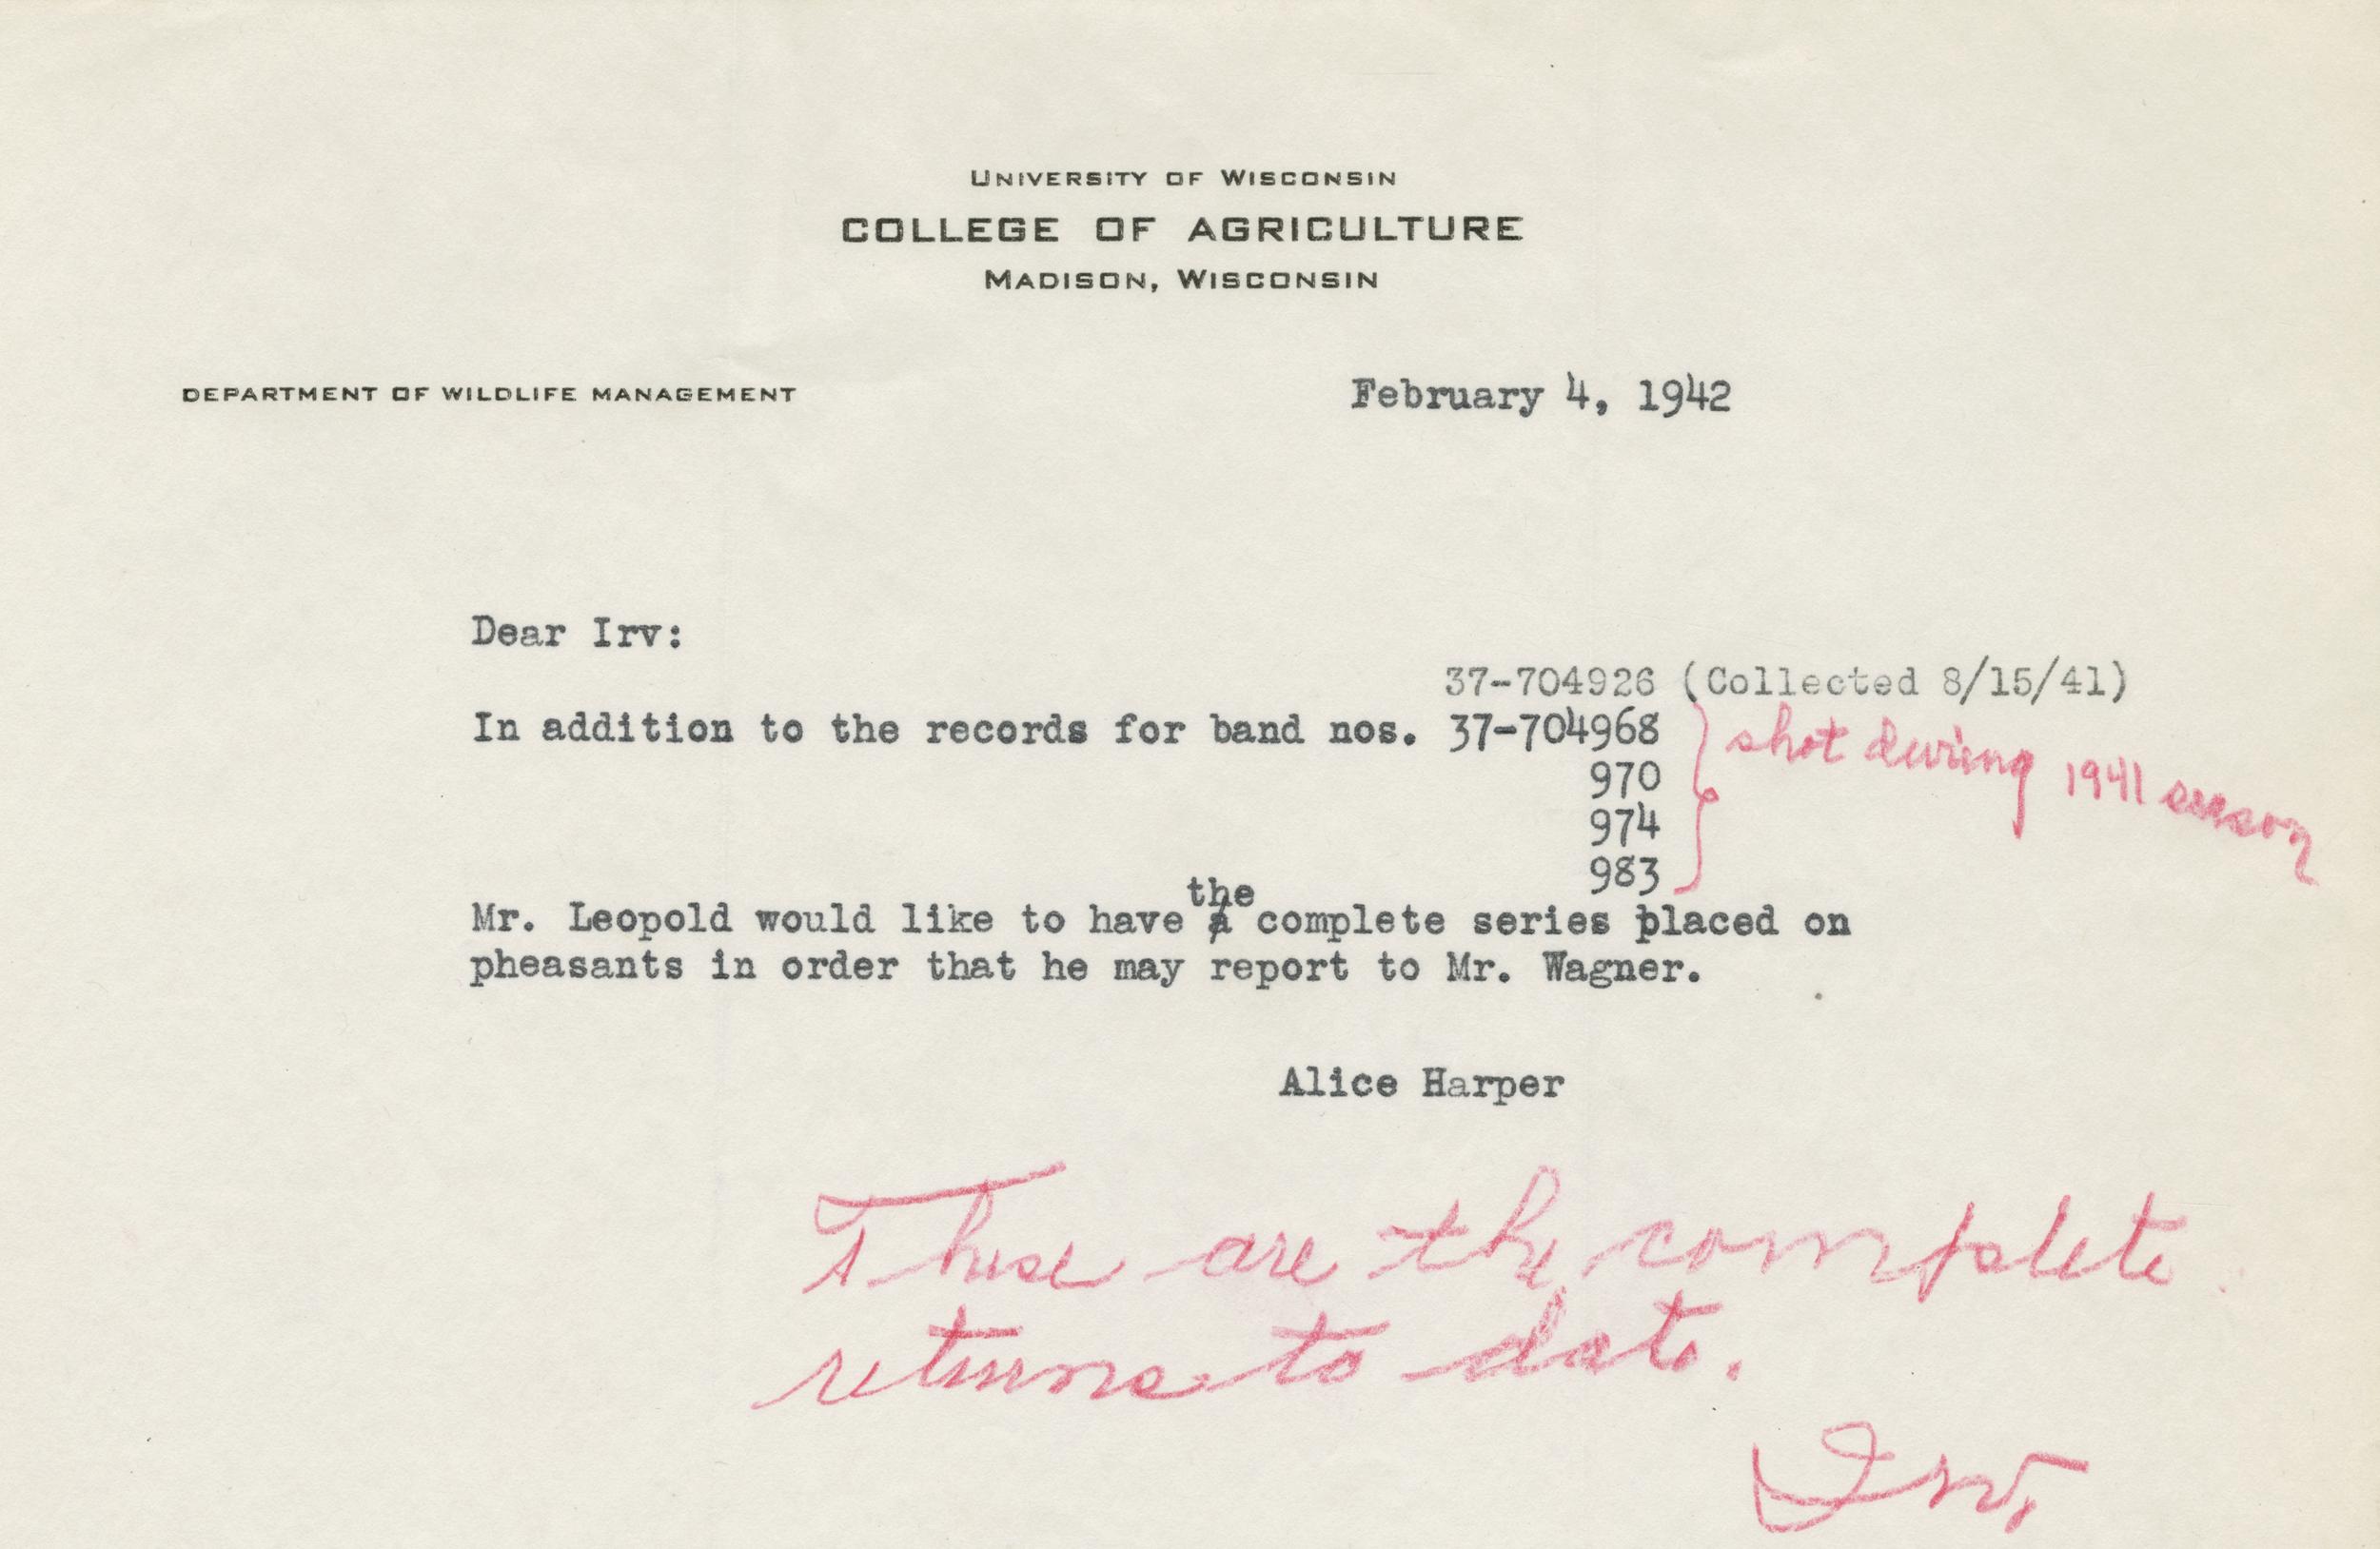 UNIVERSITY OF WISCONSIN
COLLEGE OF AGRICULTURE
MADISON, WISCONSIN
DEPARTMENT OF WILDLIFE MANAGEMENT
February 4, 1942
Dear Irv:
37-704926 (Collected 8/15/41)
In addition to the records for band nos. 37-704968
shot during 1941 season
970
974
983
the
Mr. Leopold would like to have a complete series placed on
pheasants in order that he may report to Mr. Wagner.
Alice Harper
These are the complete
returns to date.
Irv.